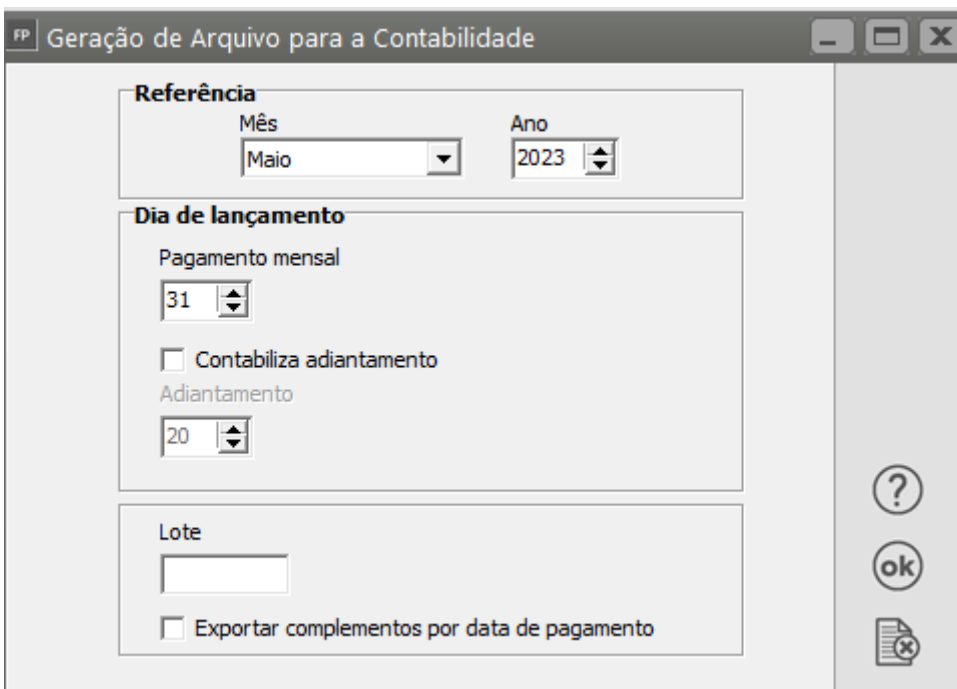 FP Geração de Arquivo para a Contabilidade
Referência
Mês Ano
Maio 2023
Dia de lançamento
Pagamento mensal
31
Contabiliza adiantamento
Adiantamento
20
Lote
Exportar complementos por data de pagamento
?
ok